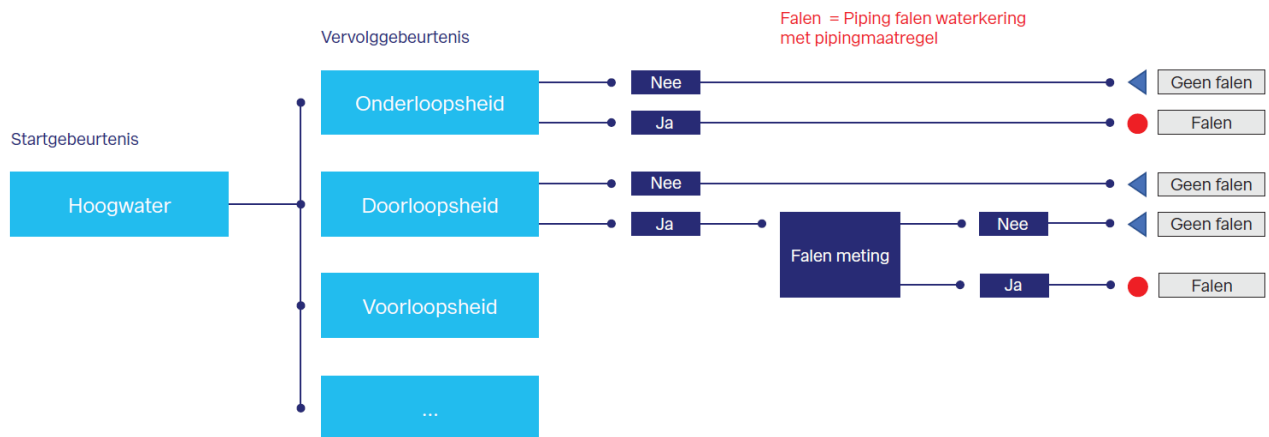 Falen = Piping falen waterkering
met pipingmaatregel
Vervolggebeurtenis
Startgebeurtenis
Hoogwater
Onderloopsheid
Nee
Geen falen
Ja
Falen
Doorloopsheid
Nee
Geen falen
Ja
Falen meting
Nee
Geen falen
Ja
Falen
Voorloopsheid
...